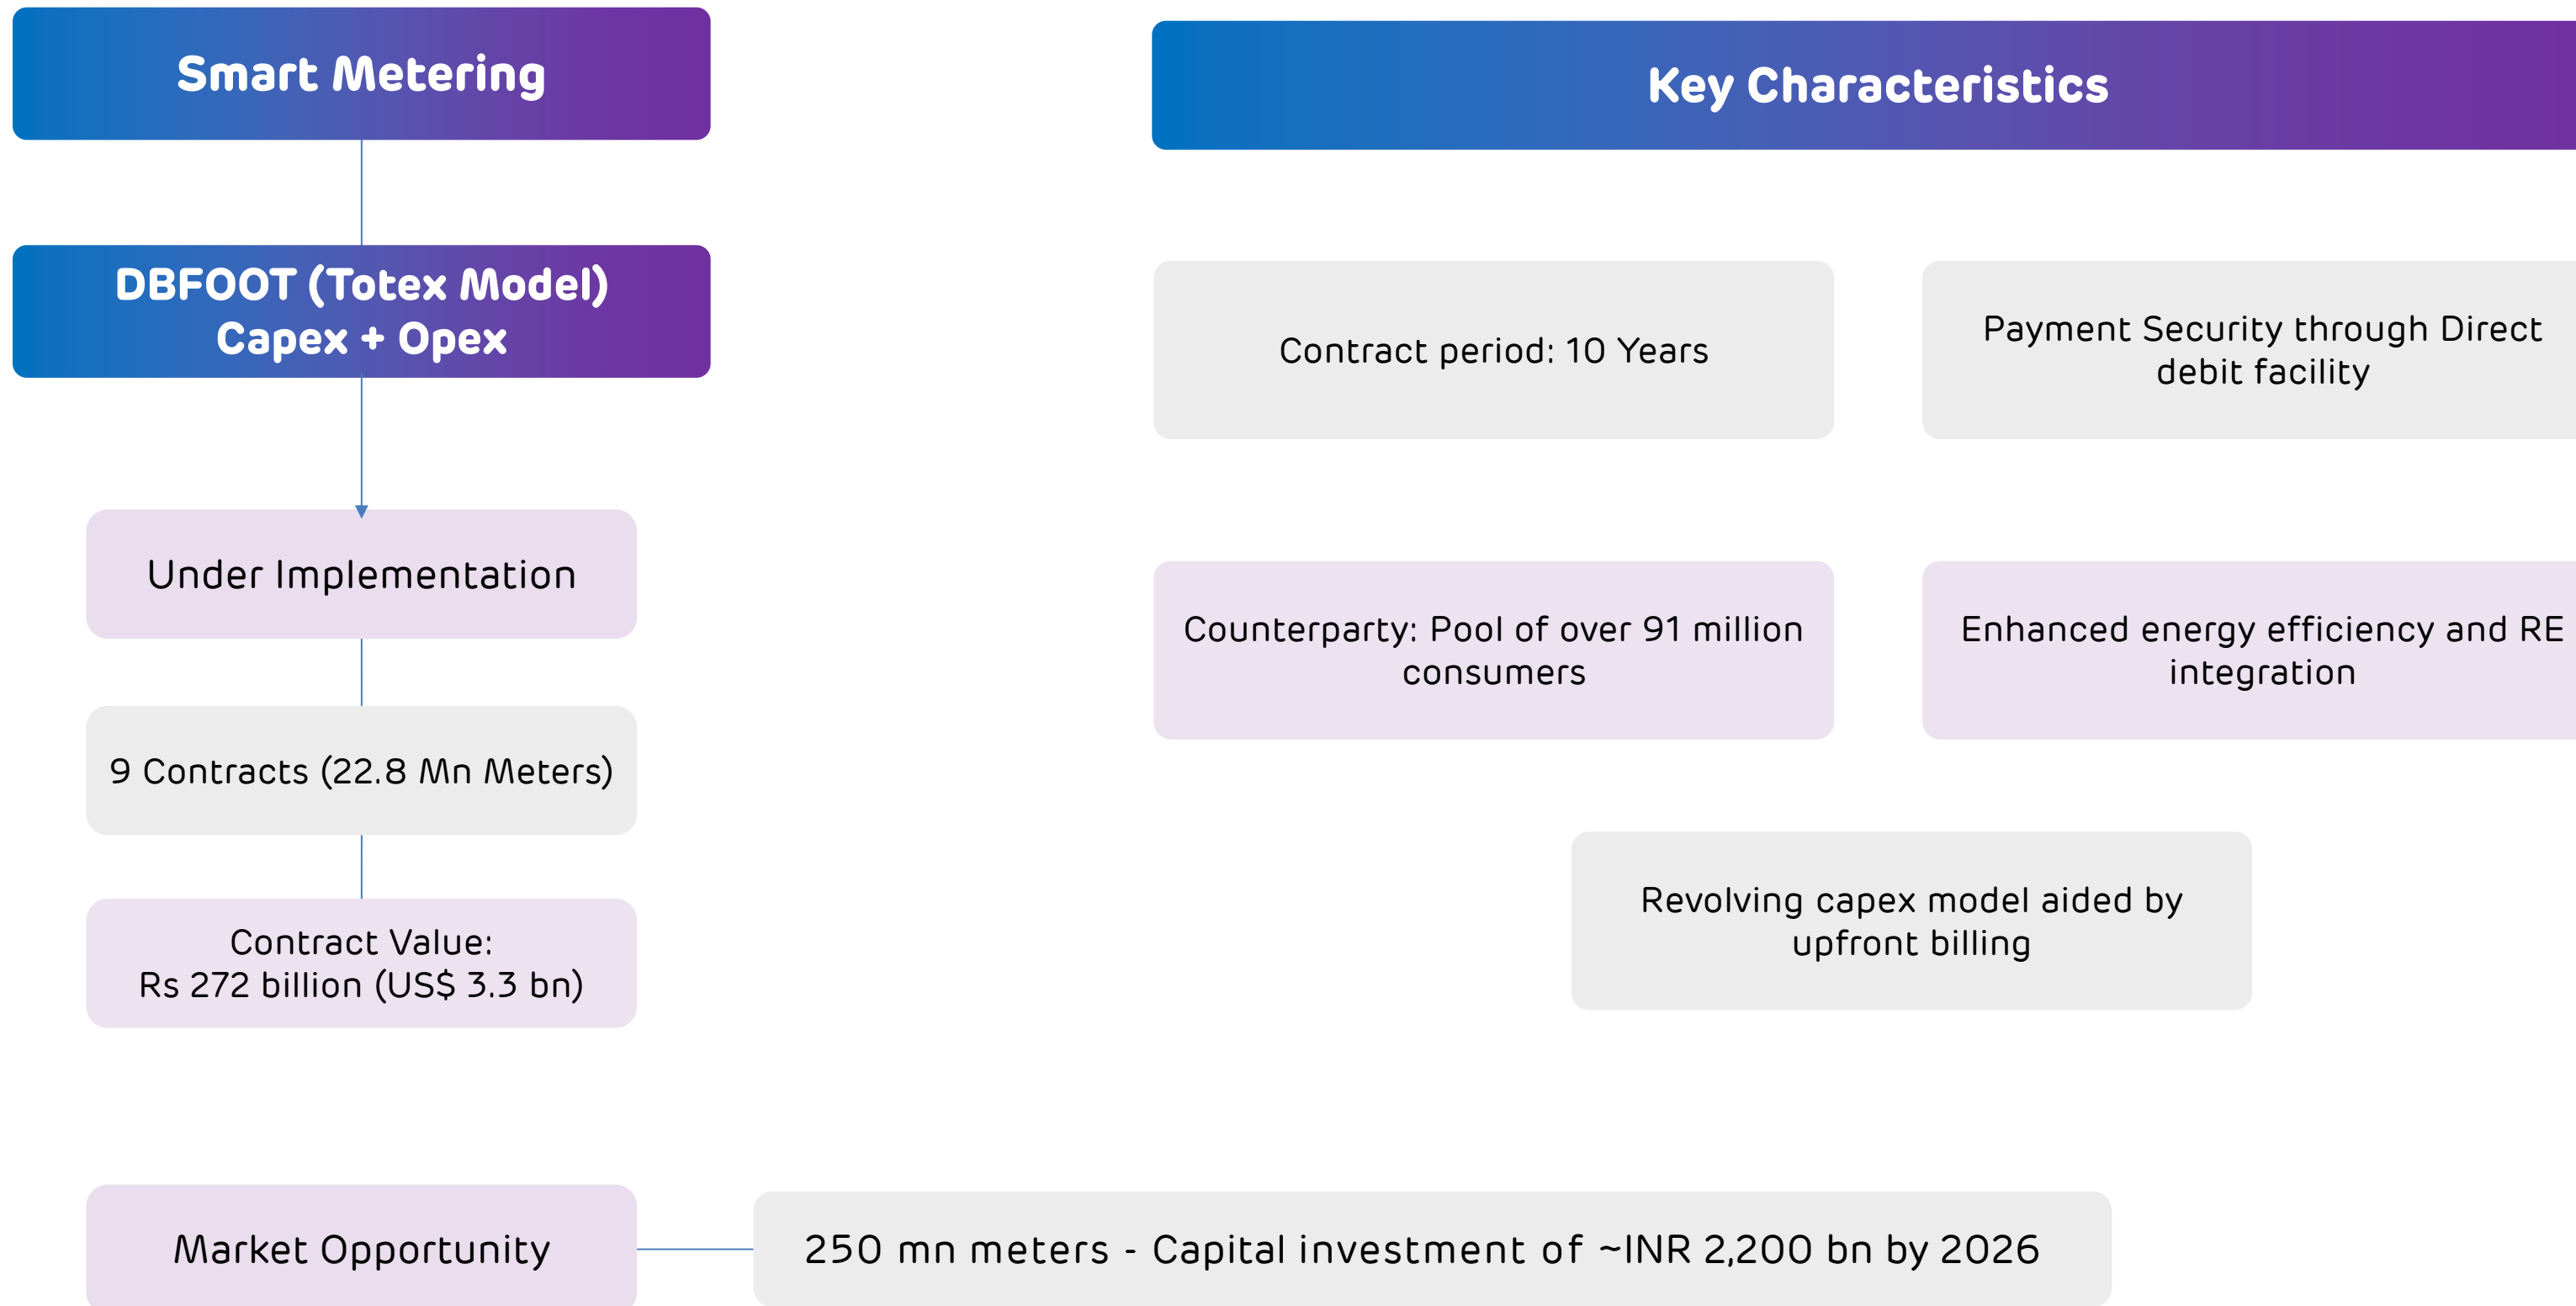 Smart Metering
DBFOOT (Totex Model)
Capex + Opex
Under Implementation
9 Contracts (22.8 Mn Meters)
Contract Value:
Rs 272 billion (US$ 3.3 bn)
Key Characteristics
Contract period: 10 Years
Payment Security through Direct
debit facility
Counterparty: Pool of over 91 million
consumers
Enhanced energy efficiency and RE
integration
Revolving capex model aided by
upfront billing
Market Opportunity
250 mn meters - Capital investment of ~INR 2,200 bn by 2026